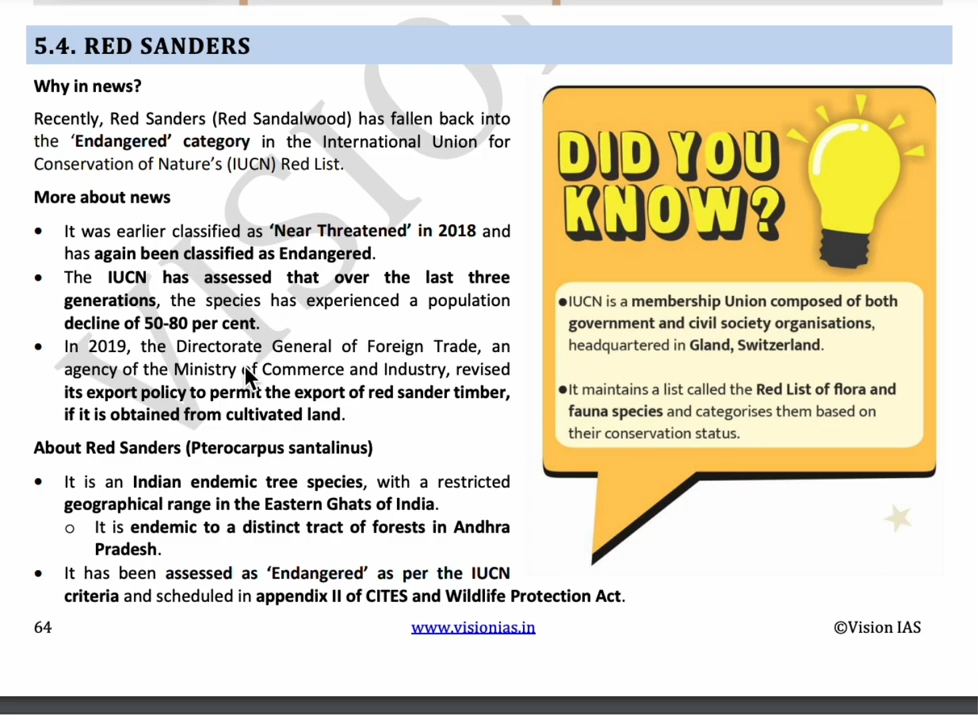 5.4. RED SANDERS
Why in news?
Recently, Red Sanders (Red Sandalwood) has fallen back into
the ‘Endangered’ category in the International Union for
Conservation of Nature’s (IUCN) Red List.
More about news
• It was earlier classified as ‘Near Threatened’ in 2018 and
has again been classified as Endangered.
• The IUCN has assessed that over the last three
generations, the species has experienced a population
decline of 50-80 per cent.
• In 2019, the Directorate General of Foreign Trade, an
agency of the Ministry of Commerce and Industry, revised
its export policy to permit the export of red sander timber,
if it is obtained from cultivated land.
About Red Sanders (Pterocarpus santalinus)
• It is an Indian endemic tree species, with a restricted
geographical range in the Eastern Ghats of India.
o It is endemic to a distinct tract of forests in Andhra
Pradesh.
• It has been assessed as ‘Endangered’ as per the IUCN
criteria and scheduled in appendix II of CITES and Wildlife Protection Act.
DID YOU
KNOW?
•IUCN is a membership Union composed of both
government and civil society organisations,
headquartered in Gland, Switzerland.
•It maintains a list called the Red List of flora and
fauna species and categorises them based on
their conservation status.
64
www.visionias.in
©Vision IAS
VISIO